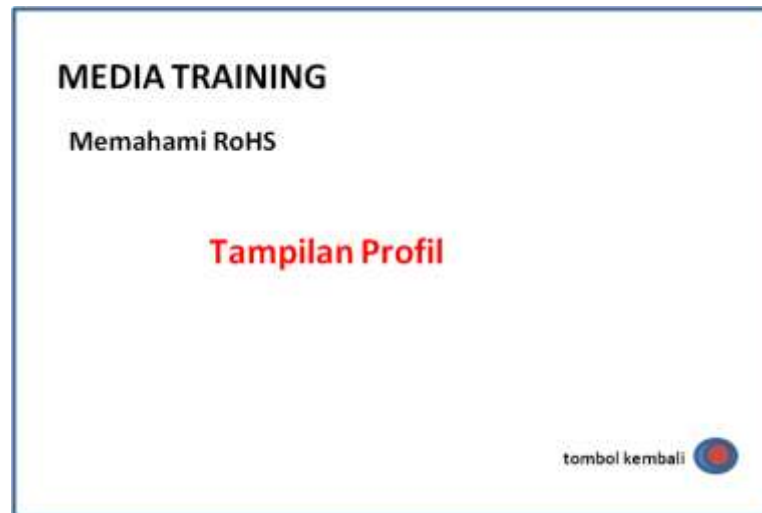 MEDIA TRAINING
Memahami RoHS
Tampilan Profil
tombol kembali